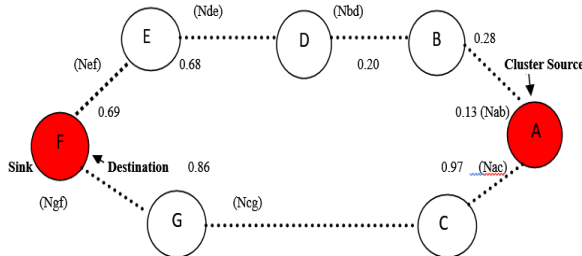 (Nde)
(Nbd)
E
D
B
0.28
(Nef)
0.68
0.20
Cluster Source
0.69
0.13 (Nab)
A
F
Sink
Destination
0.86
0.97
(Nac)
(Ngf)
(Ncg)
G
C